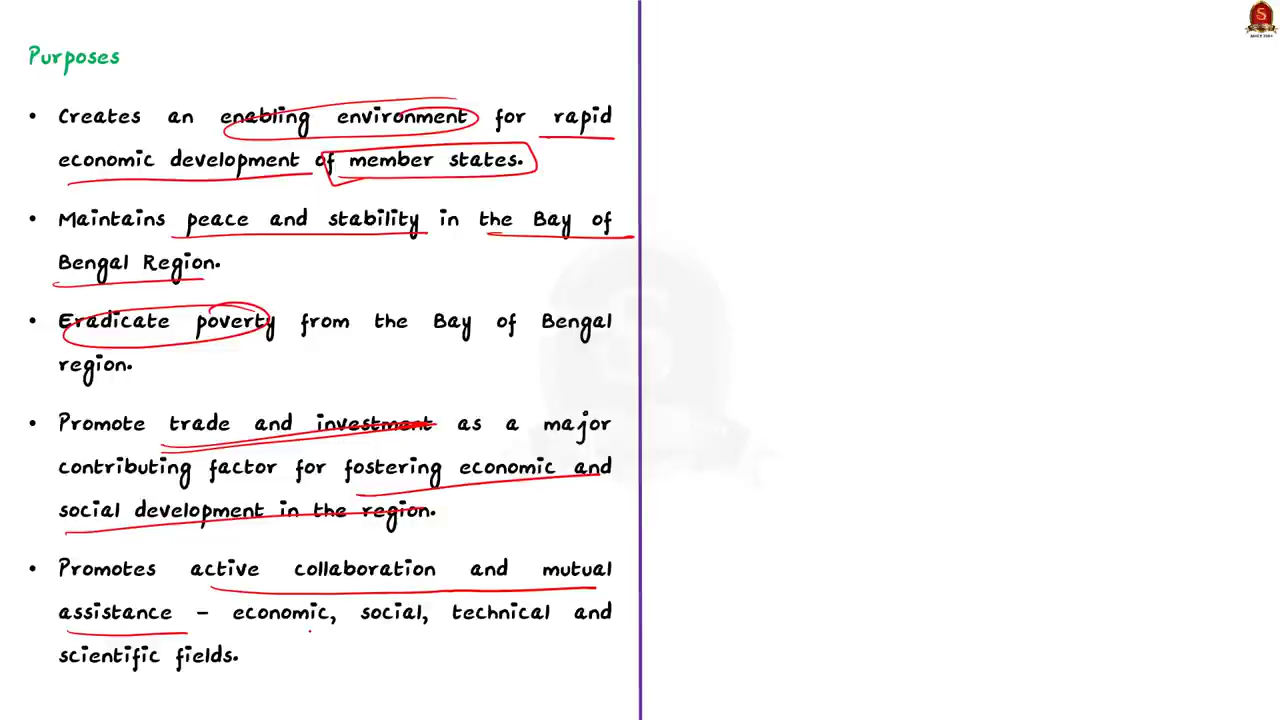 Purposes
• Creates an enabling environment for rapid
economic development of member states.
• Maintains peace and stability in the Bay of
Bengal Region.
• Eradicate poverty from the Bay of Bengal
region.
• Promote trade and investment as a major
contributing factor for fostering economic and
social development in the region.
• Promotes active collaboration and mutual
assistance – economic, social, technical and
scientific fields.